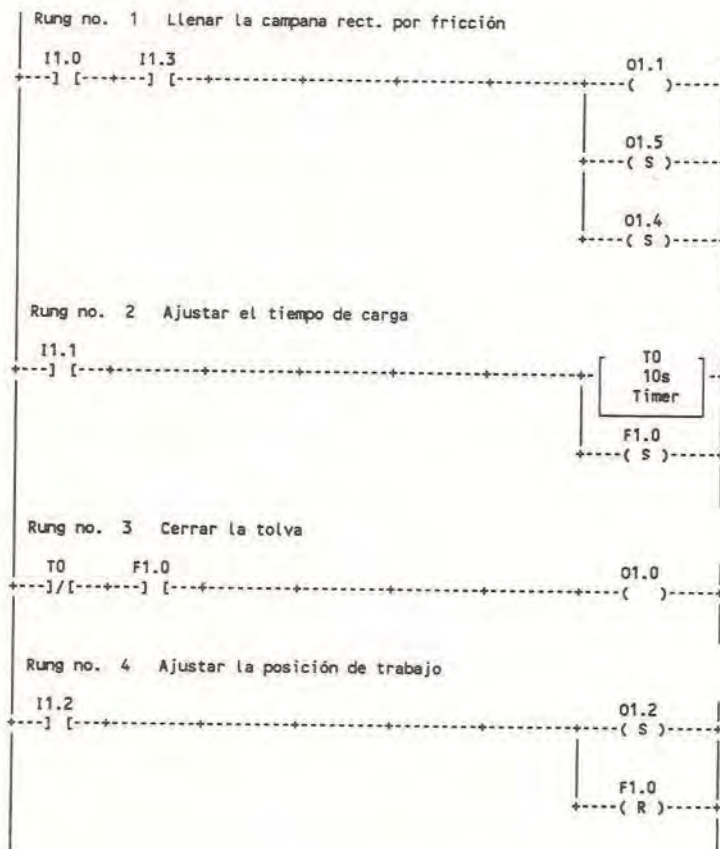 Rung no. 1 Llenar la campana rect. por fricción
I1.0 I1.3 O1.1
---] [---+---] [---+---------+---------+---------+---------+----( )-----
O1.5
+----( S )-----
O1.4
+----( S )-----
Rung no. 2 Ajustar el tiempo de carga
I1.1
T0
10s
Timer
F1.0
+----( S )-----
Rung no. 3 Cerrar la tolva
T0 F1.0 O1.0
+---]/[---+---] [---+---------+---------+---------+---------+----( )-----
Rung no. 4 Ajustar la posición de trabajo
I1.2 O1.2
+---] [---+---------+---------+---------+---------+---------+----( S )-----
F1.0
+----( R )-----